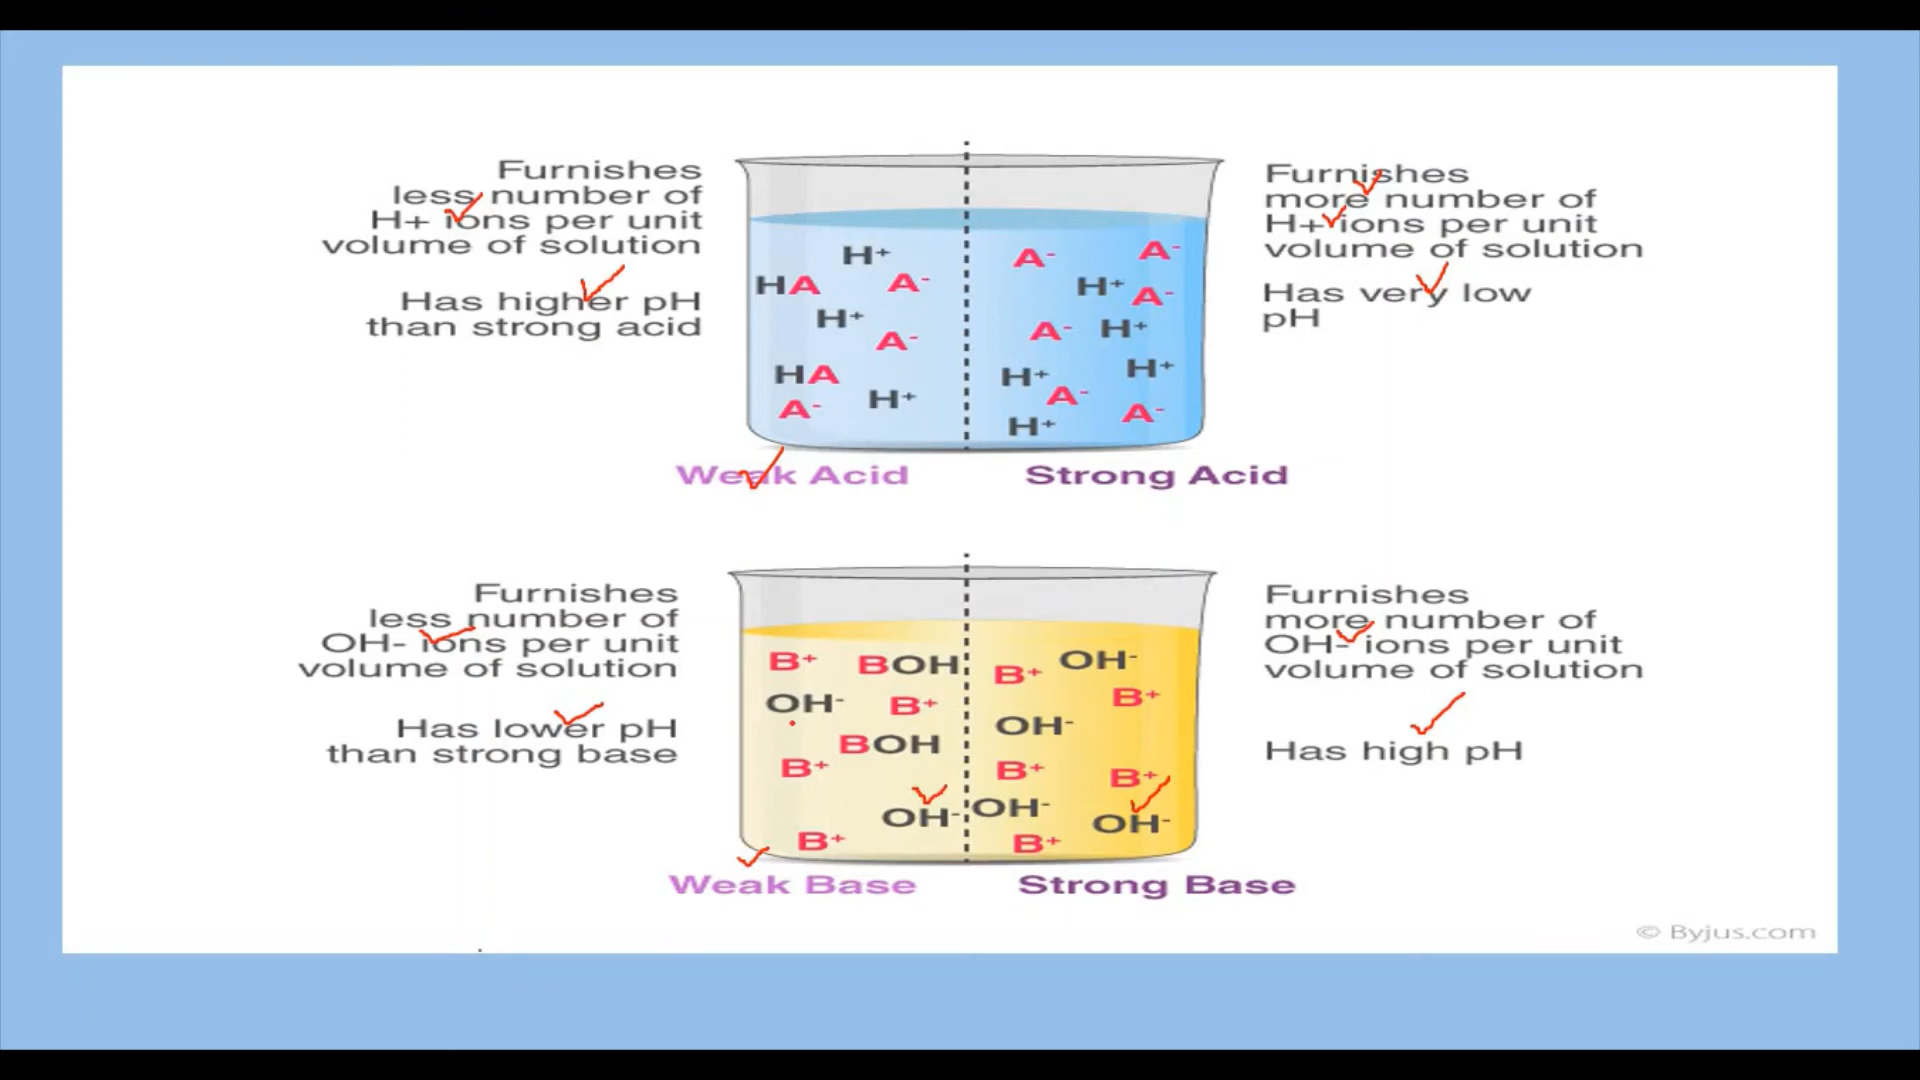 Furnishes
less number of
H+ ions per unit
volume of solution
Has higher pH
than strong acid
H+
HA A-
H+
A-
HA
A- H+
A- A-
H+ A-
A- H+
H+ H+
A- A-
H+
Furnishes
more number of
H+ ions per unit
volume of solution
Has very low
pH
Weak Acid Strong Acid
Furnishes
less number of
OH- ions per unit
volume of solution
Has lower pH
than strong base
B+ BOH
OH- B+
BOH
B+
OH-
B+
B+ OH-
B+
OH-
B+ B+
OH- OH-
B+
Furnishes
more number of
OH- ions per unit
volume of solution
Has high pH
Weak Base Strong Base
© Byjus.com